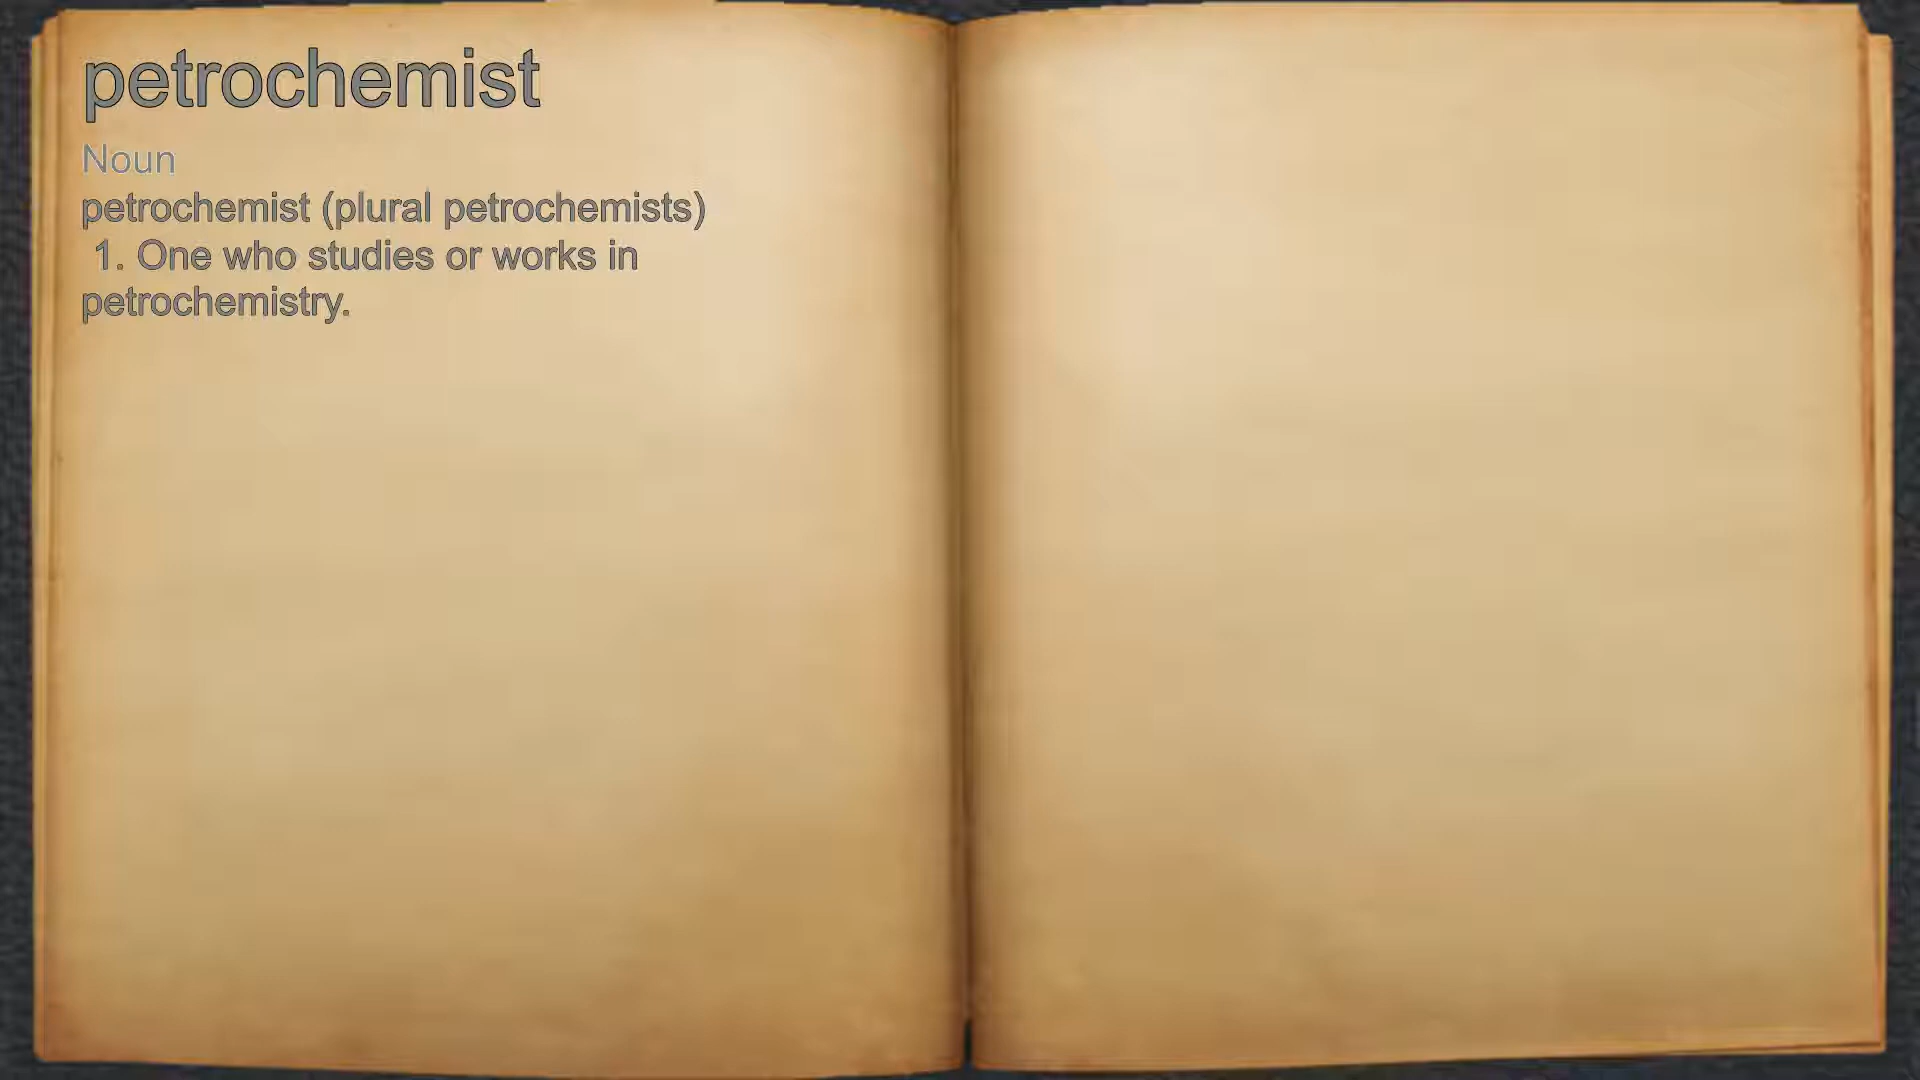 petrochemist
Noun
petrochemist (plural petrochemists)
1. One who studies or works in
petrochemistry.